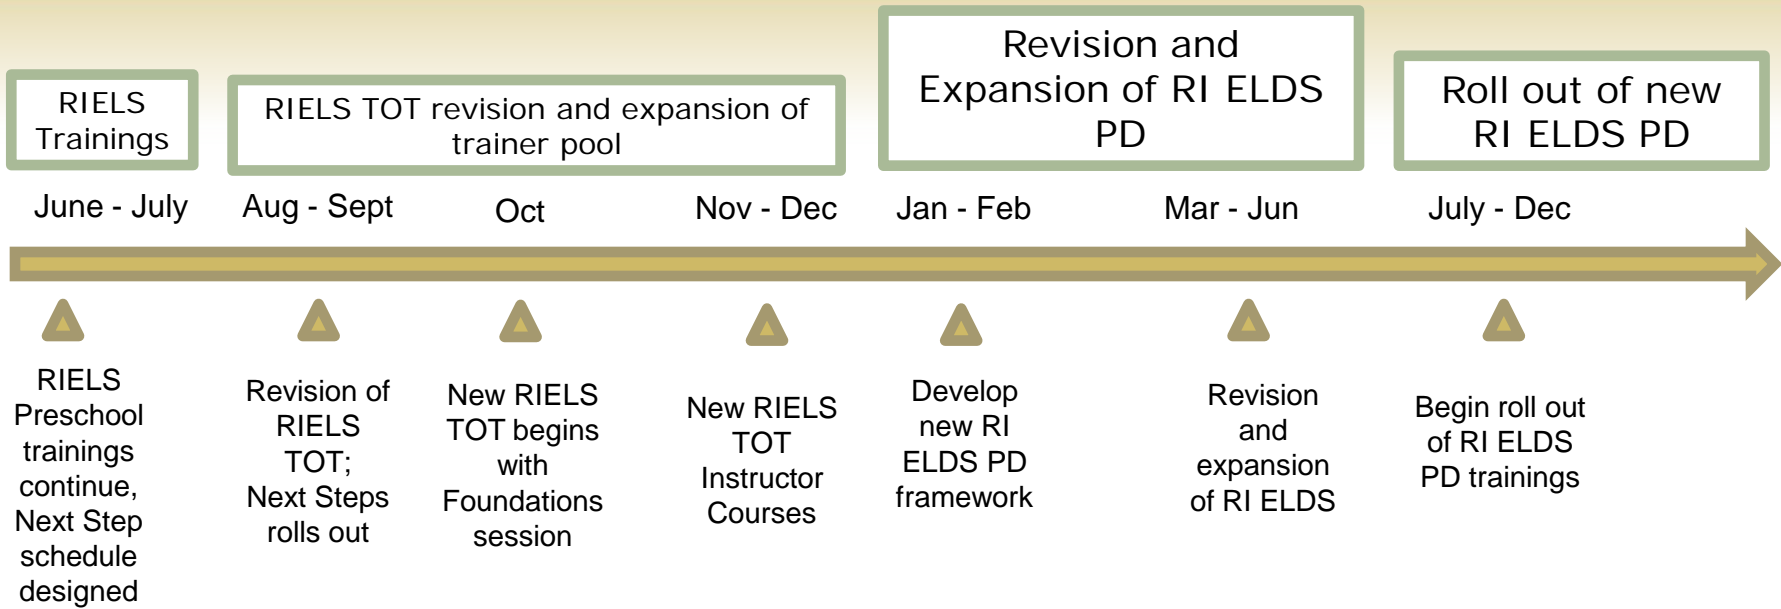 RIELS
Trainings
RIELS TOT revision and expansion of
trainer pool
Revision and
Expansion of RI ELDS
PD
Roll out of new
RI ELDS PD
June - July
Aug - Sept
Oct
Nov - Dec
Jan - Feb
Mar - Jun
July - Dec
RIELS
Preschool
trainings
continue,
Next Step
schedule
designed
Revision of
RIELS
TOT;
Next Steps
rolls out
New RIELS
TOT begins
with
Foundations
session
New RIELS
TOT
Instructor
Courses
Develop
new RI
ELDS PD
framework
Revision
and
expansion
of RI ELDS
Begin roll out
of RI ELDS
PD trainings